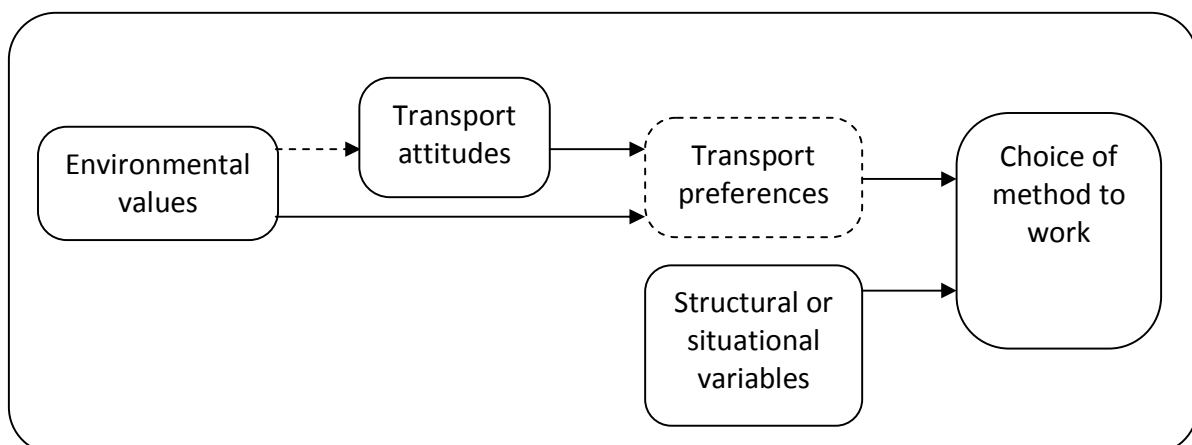 Environmental
values
Transport
attitudes
Transport
preferences
Structural or
situational
variables
Choice of
method to
work